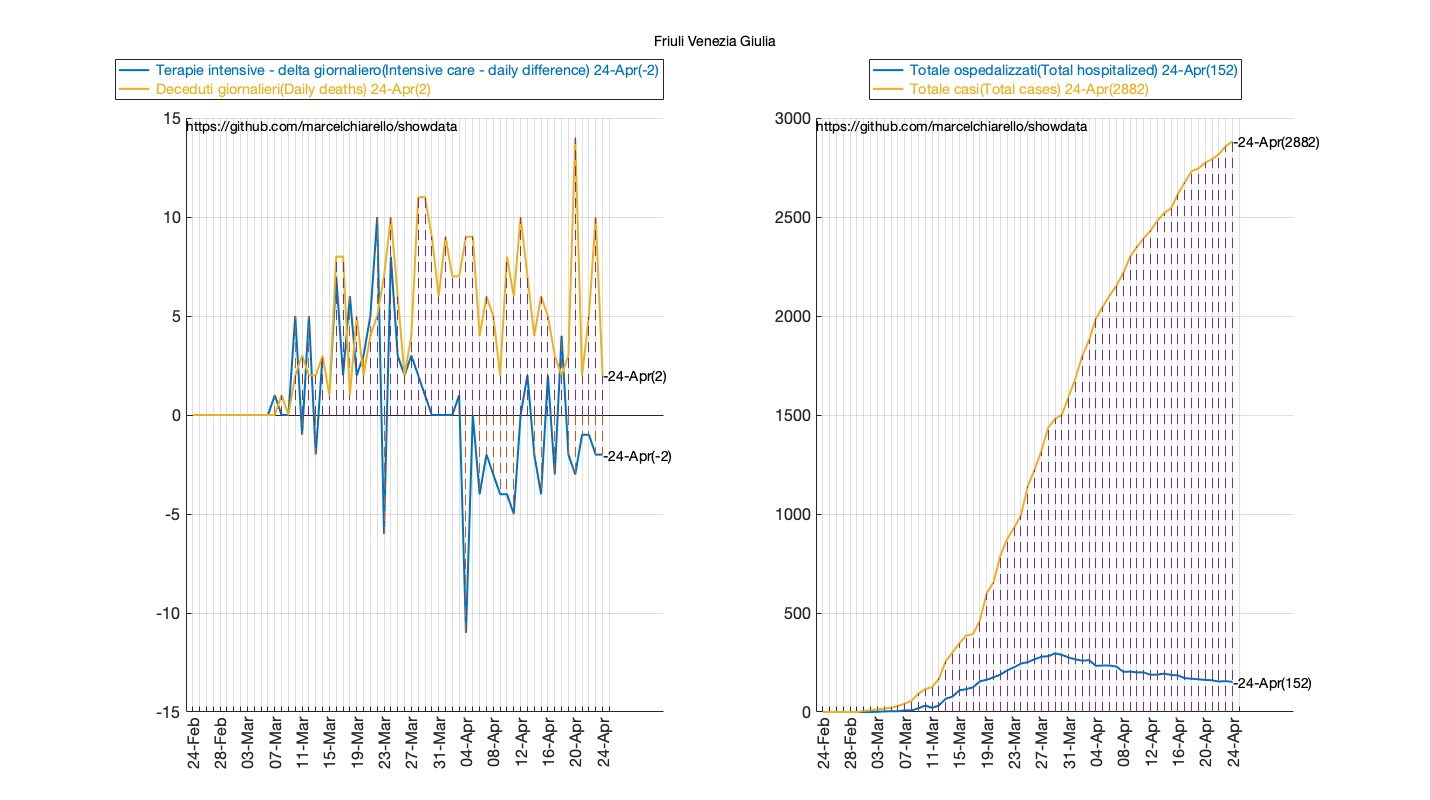 Friuli Venezia Giulia
Terapie intensive - delta giornaliero(Intensive care - daily difference) 24-Apr(-2)
Deceduti giornalieri(Daily deaths) 24-Apr(2)
https://github.com/marcelchiarello/showdata
15
10
5
0
-5
-10
-15
-24-Apr(2)
-24-Apr(-2)
24-Feb
28-Feb
03-Mar
07-Mar
11-Mar
15-Mar
19-Mar
23-Mar
27-Mar
31-Mar
04-Apr
08-Apr
12-Apr
16-Apr
20-Apr
24-Apr
Totale ospedalizzati(Total hospitalized) 24-Apr(152)
Totale casi(Total cases) 24-Apr(2882)
https://github.com/marcelchiarello/showdata
3000
2500
2000
1500
1000
500
0
-24-Apr(2882)
-24-Apr(152)
24-Feb
28-Feb
03-Mar
07-Mar
11-Mar
15-Mar
19-Mar
23-Mar
27-Mar
31-Mar
04-Apr
08-Apr
12-Apr
16-Apr
20-Apr
24-Apr